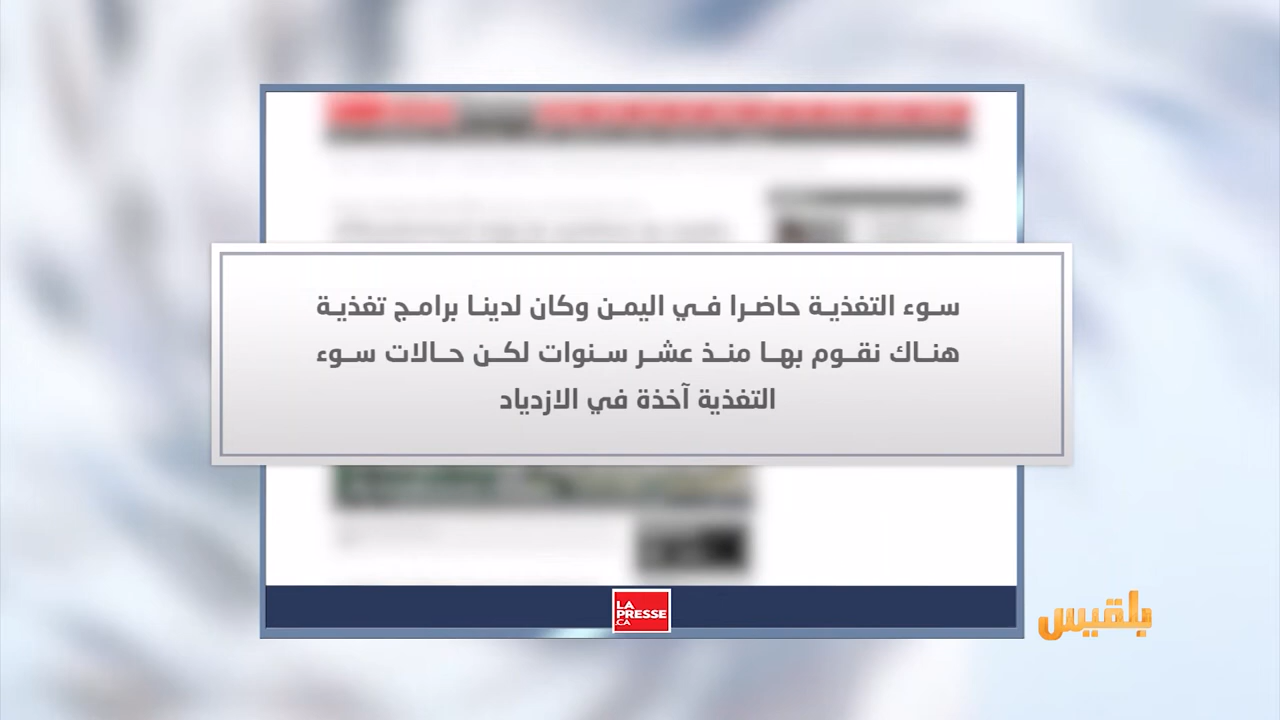 سوء التغذية حاضرا في اليمن وكان لدينا برامج تغذية
هناك نقوم بها منذ عشر سنوات لكن حالات سوء
التغذية آخذة في الازدياد
LA
PRESSE
.CA
بلقيس